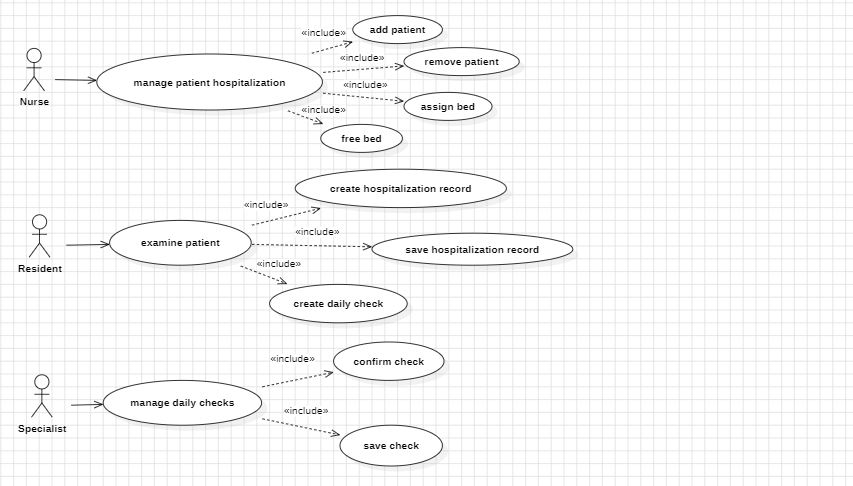 «include»
add patient
«include»
remove patient
manage patient hospitalization
«include»
Nurse
assign bed
«include»
free bed
create hospitalization record
«include»
«include»
examine patient
save hospitalization record
«include»
Resident
create daily check
«include»
confirm check
manage daily checks
«include»
Specialist
save check